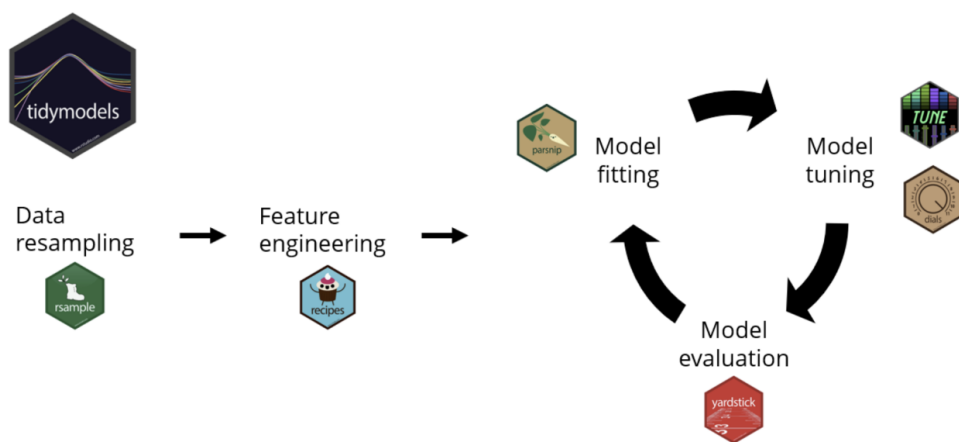 tidymodels
Data
resampling
rsample
Feature
engineering
recipes
parsnip
Model
fitting
Model
tuning
TUNE
dials
Model
evaluation
yardstick